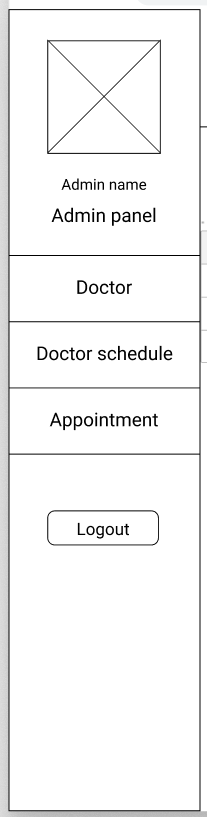 Admin name
Admin panel
Doctor
Doctor schedule
Appointment
Logout